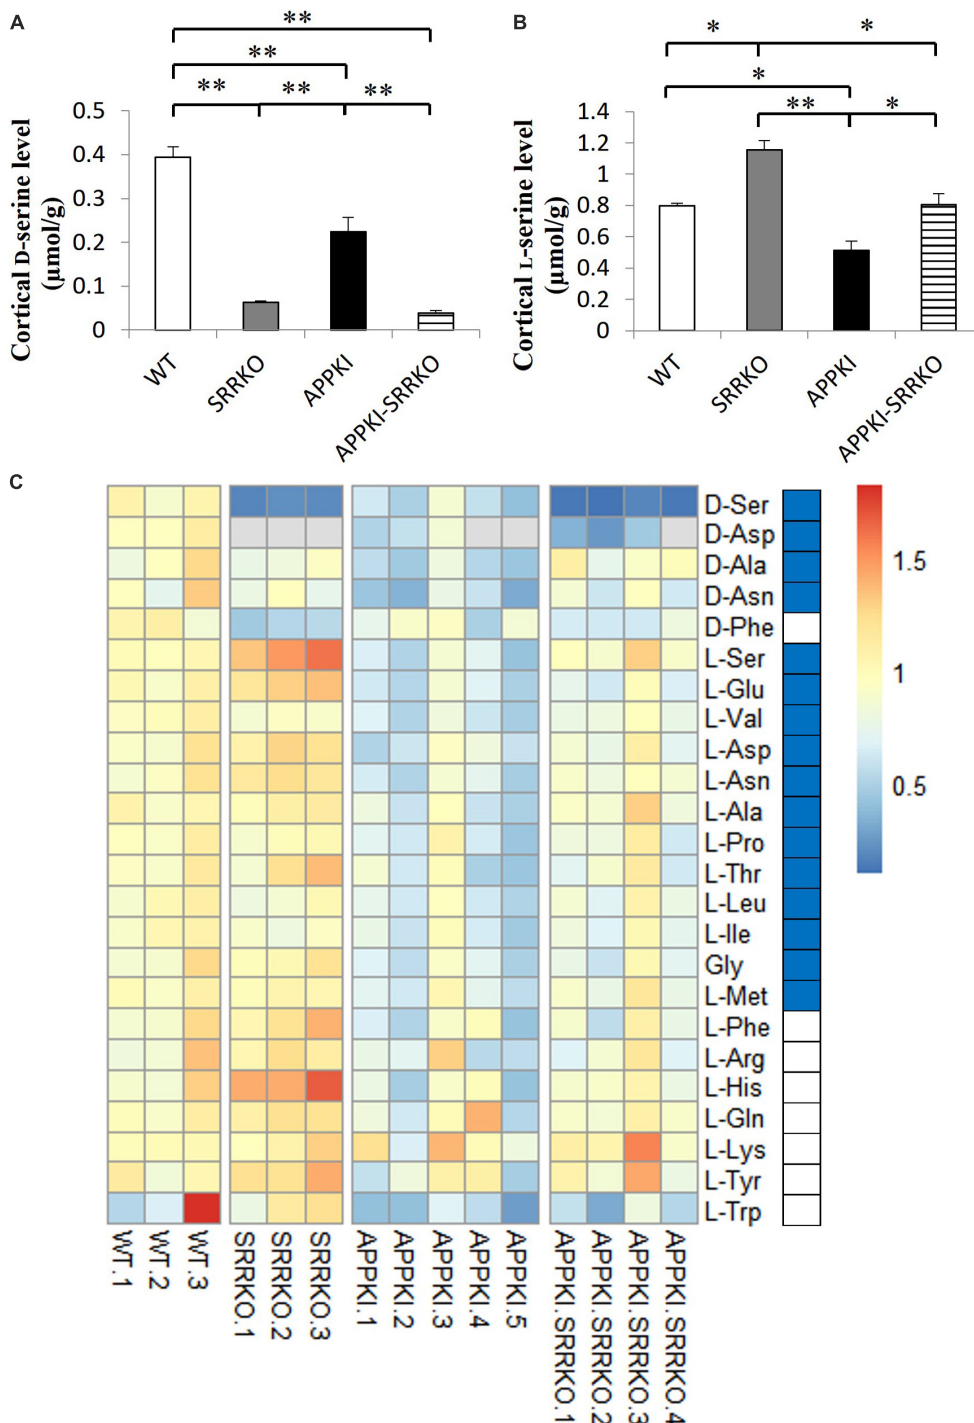 A
**
**
**
**
**
Cortical D-serine level
(μmol/g)
0.5
0.4
0.3
0.2
0.1
0
WT
SRRKO
APPKI
APPKI-SRRKO
B
*
*
*
**
*
Cortical L-serine level
(μmol/g)
1.4
1.2
1
0.8
0.6
0.4
0.2
0
WT
SRRKO
APPKI
APPKI-SRRKO
C
D-Ser
D-Asp
D-Ala
D-Asn
D-Phe
L-Ser
L-Glu
L-Val
L-Asp
L-Asn
L-Ala
L-Pro
L-Thr
L-Leu
L-Ile
Gly
L-Met
L-Phe
L-Arg
L-His
L-Gln
L-Lys
L-Tyr
L-Trp
1.5
1
0.5
WT.1
WT.2
WT.3
SRRKO.1
SRRKO.2
SRRKO.3
APPKI.1
APPKI.2
APPKI.3
APPKI.4
APPKI.5
APPKI.SRRKO.1
APPKI.SRRKO.2
APPKI.SRRKO.3
APPKI.SRRKO.4